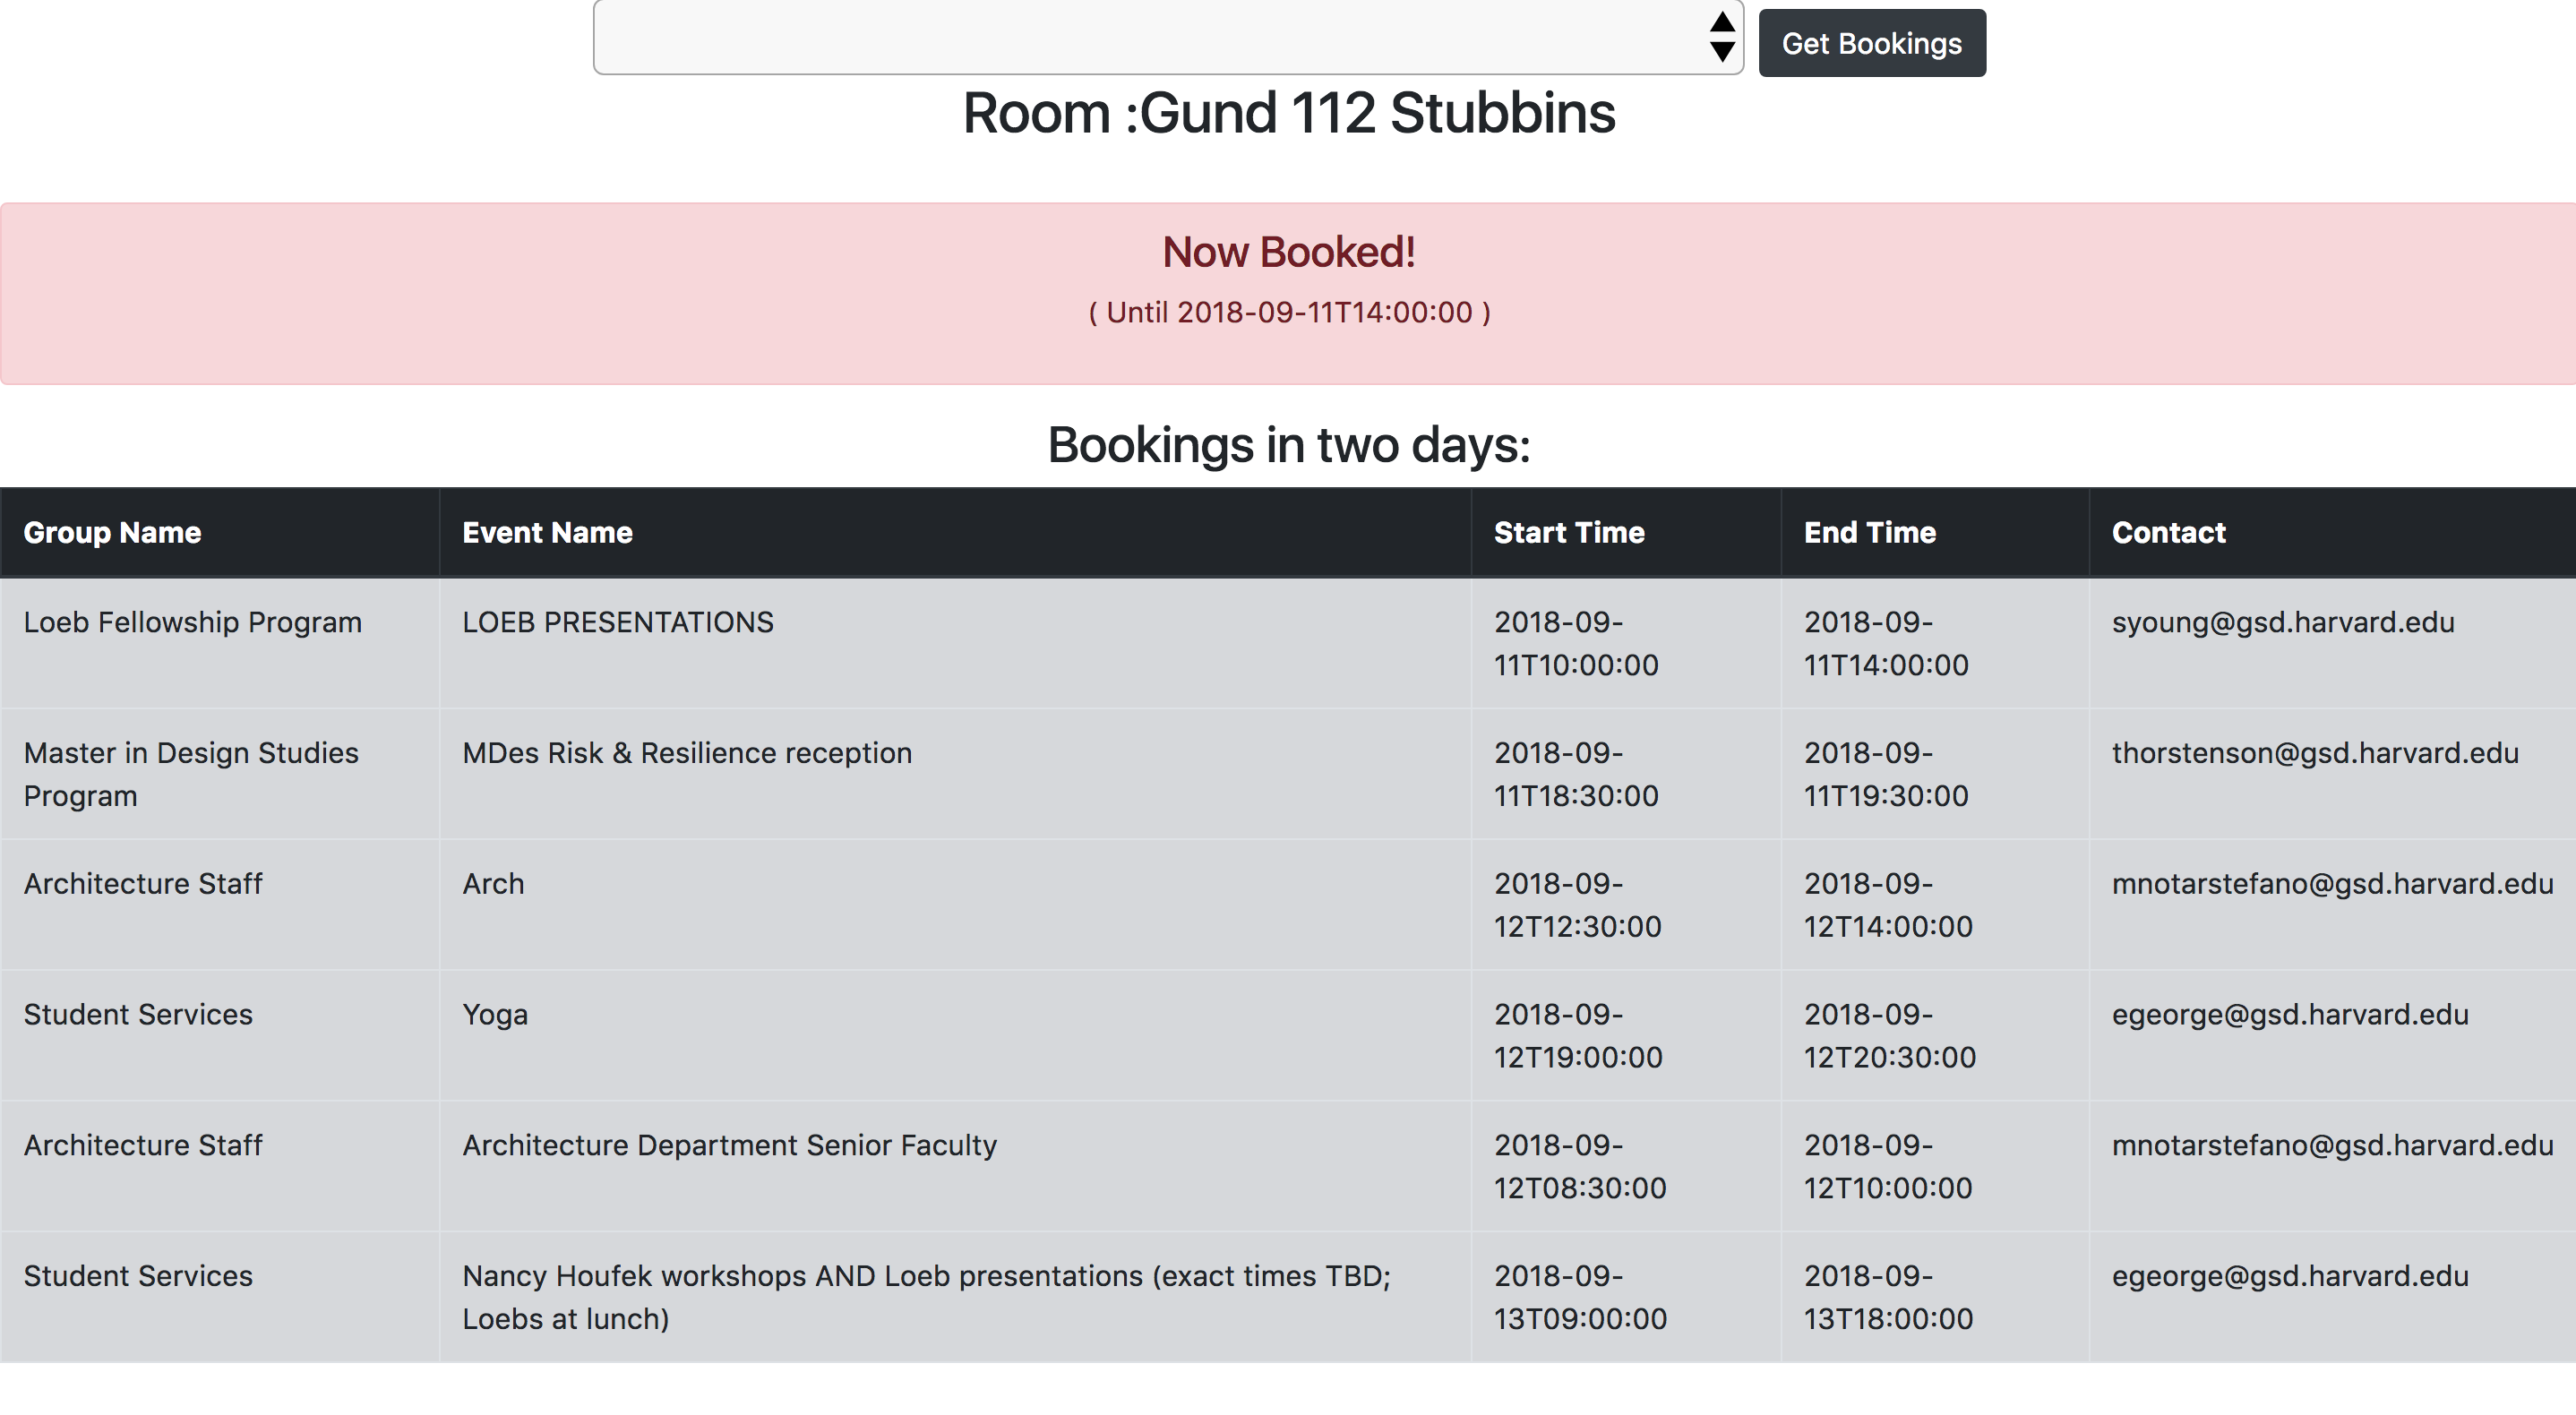 Get Bookings
Room :Gund 112 Stubbins
Now Booked!
( Until 2018-09-11T14:00:00 )
Bookings in two days:
Group Name Event Name Start Time End Time Contact
Loeb Fellowship Program LOEB PRESENTATIONS 2018-09- 2018-09- syoung@gsd.harvard.edu
11T10:00:00 11T14:00:00
Master in Design Studies MDes Risk & Resilience reception 2018-09- 2018-09- thorstenson@gsd.harvard.edu
Program 11T18:30:00 11T19:30:00
Architecture Staff Arch 2018-09- 2018-09- mnotarstefano@gsd.harvard.edu
12T12:30:00 12T14:00:00
Student Services Yoga 2018-09- 2018-09- egeorge@gsd.harvard.edu
12T19:00:00 12T20:30:00
Architecture Staff Architecture Department Senior Faculty 2018-09- 2018-09- mnotarstefano@gsd.harvard.edu
12T08:30:00 12T10:00:00
Student Services Nancy Houfek workshops AND Loeb presentations (exact times TBD; 2018-09- 2018-09- egeorge@gsd.harvard.edu
Loebs at lunch) 13T09:00:00 13T18:00:00